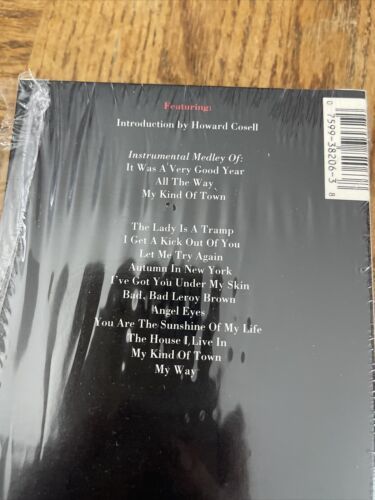 Featuring:
Introduction by Howard Cosell
Instrumental Medley Of:
It Was A Very Good Year
All The Way
My Kind Of Town
The Lady Is A Tramp
I Get A Kick Out Of You
Let Me Try Again
Autumn In New York
I've Got You Under My Skin
Bad, Bad Leroy Brown
Angel Eyes
You Are The Sunshine Of My Life
The House I Live In
My Kind Of Town
My Way
0 7599-38206-3 8